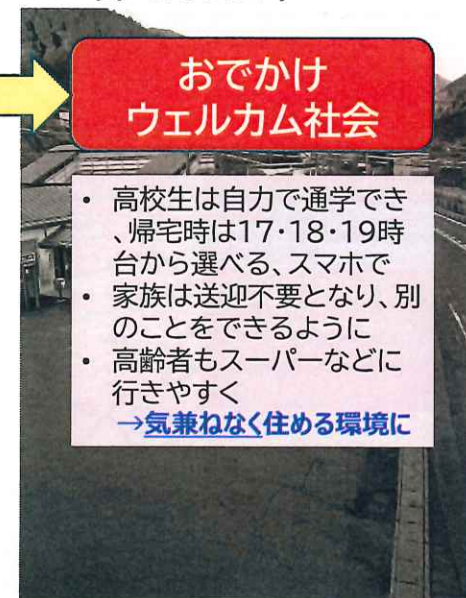 おでかけ
ウェルカム社会
• 高校生は自力で通学でき
、帰宅時は17・18・19時
台から選べる、スマホで
• 家族は送迎不要となり、別
のことをできるように
• 高齢者もスーパーなどに
行きやすく
→気兼ねなく住める環境に